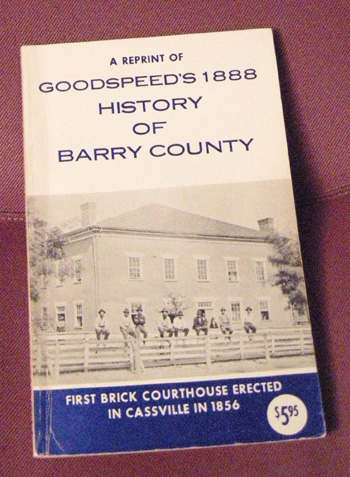 A REPRINT OF
GOODSPEED'S 1888
HISTORY
OF
BARRY COUNTY
FIRST BRICK COURTHOUSE ERECTED
IN CASSVILLE IN 1856
$5.95